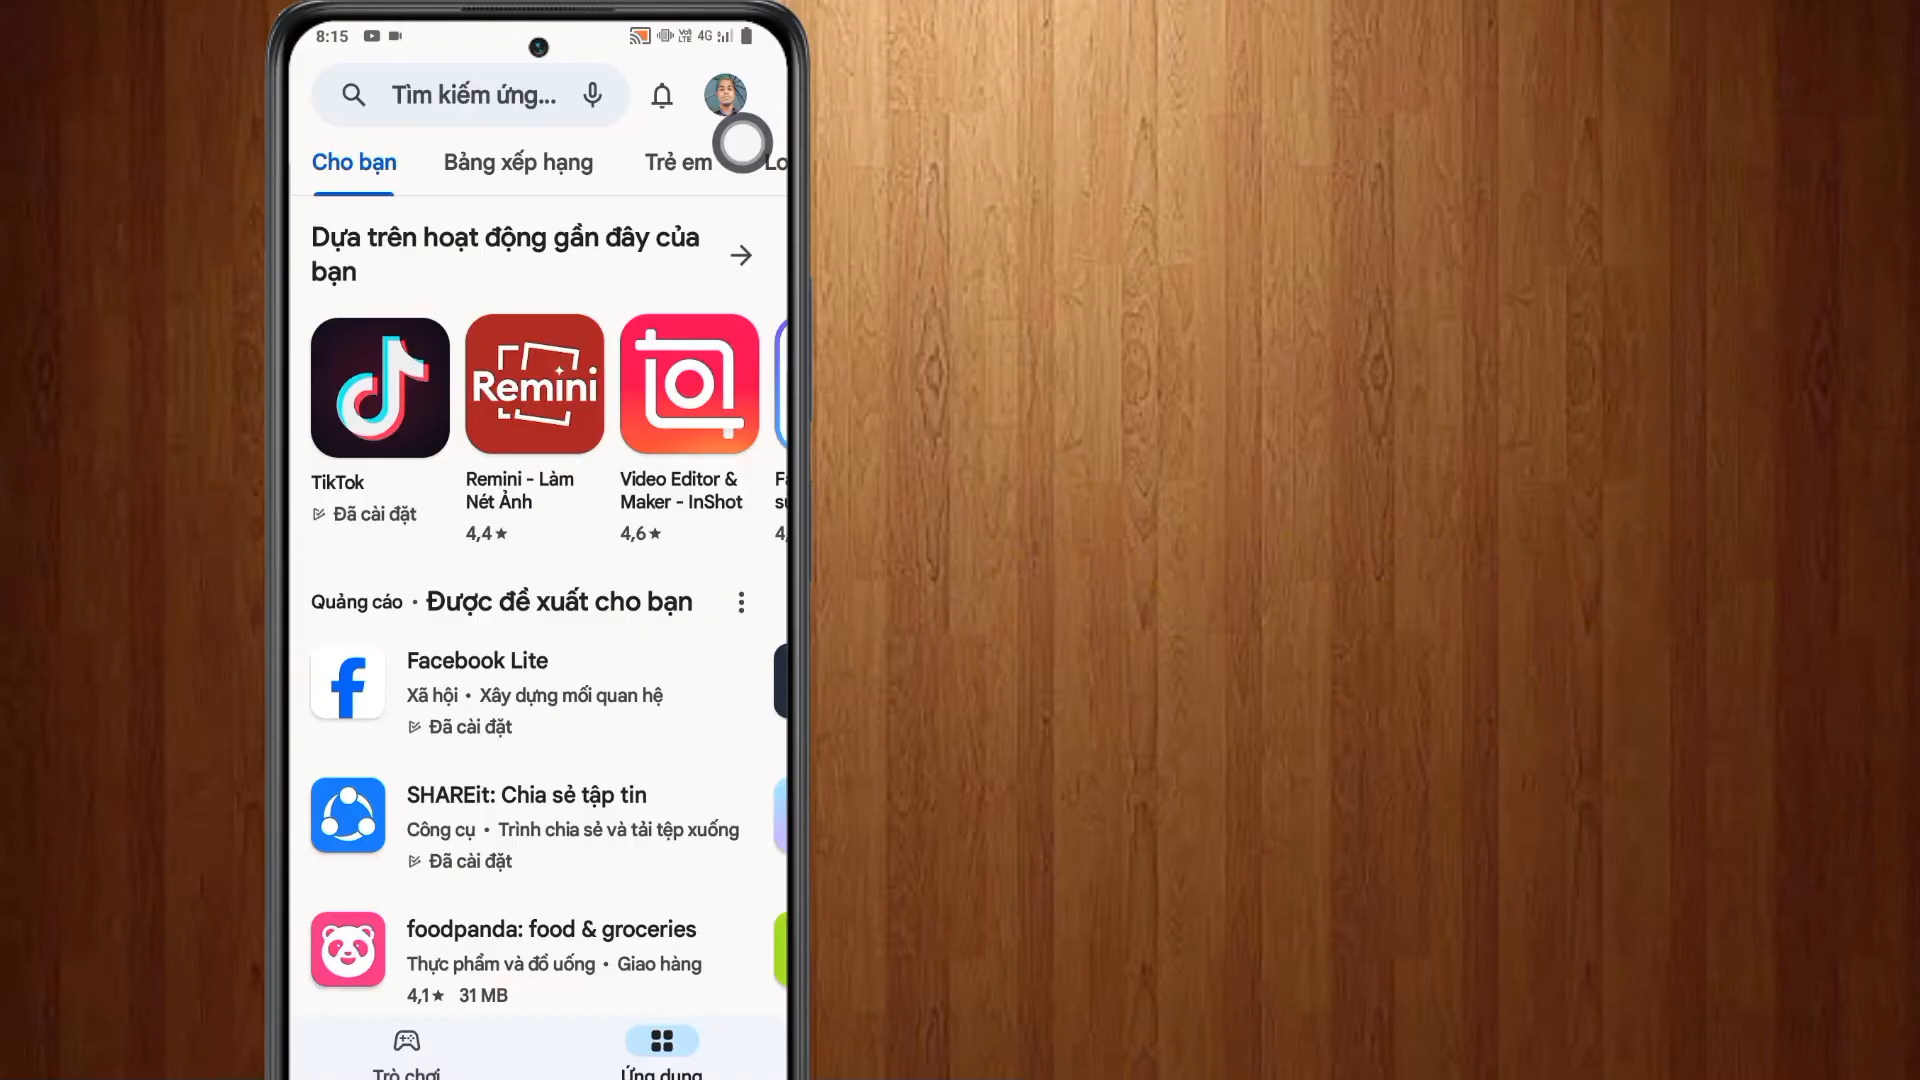 8:15 4G
Tìm kiếm ứng...
Cho bạn Bảng xếp hạng Trẻ em Lo
Dựa trên hoạt động gần đây của
bạn
Remini
TikTok
Đã cài đặt
Remini - Làm
Nét Ảnh
4,4★
Video Editor &
Maker - InShot
4,6★
Quảng cáo • Được đề xuất cho bạn
Facebook Lite
Xã hội • Xây dựng mối quan hệ
Đã cài đặt
SHAREit: Chia sẻ tập tin
Công cụ • Trình chia sẻ và tải tệp xuống
Đã cài đặt
foodpanda: food & groceries
Thực phẩm và đồ uống • Giao hàng
4,1★ 31 MB
Trò chơi Ứng dụng